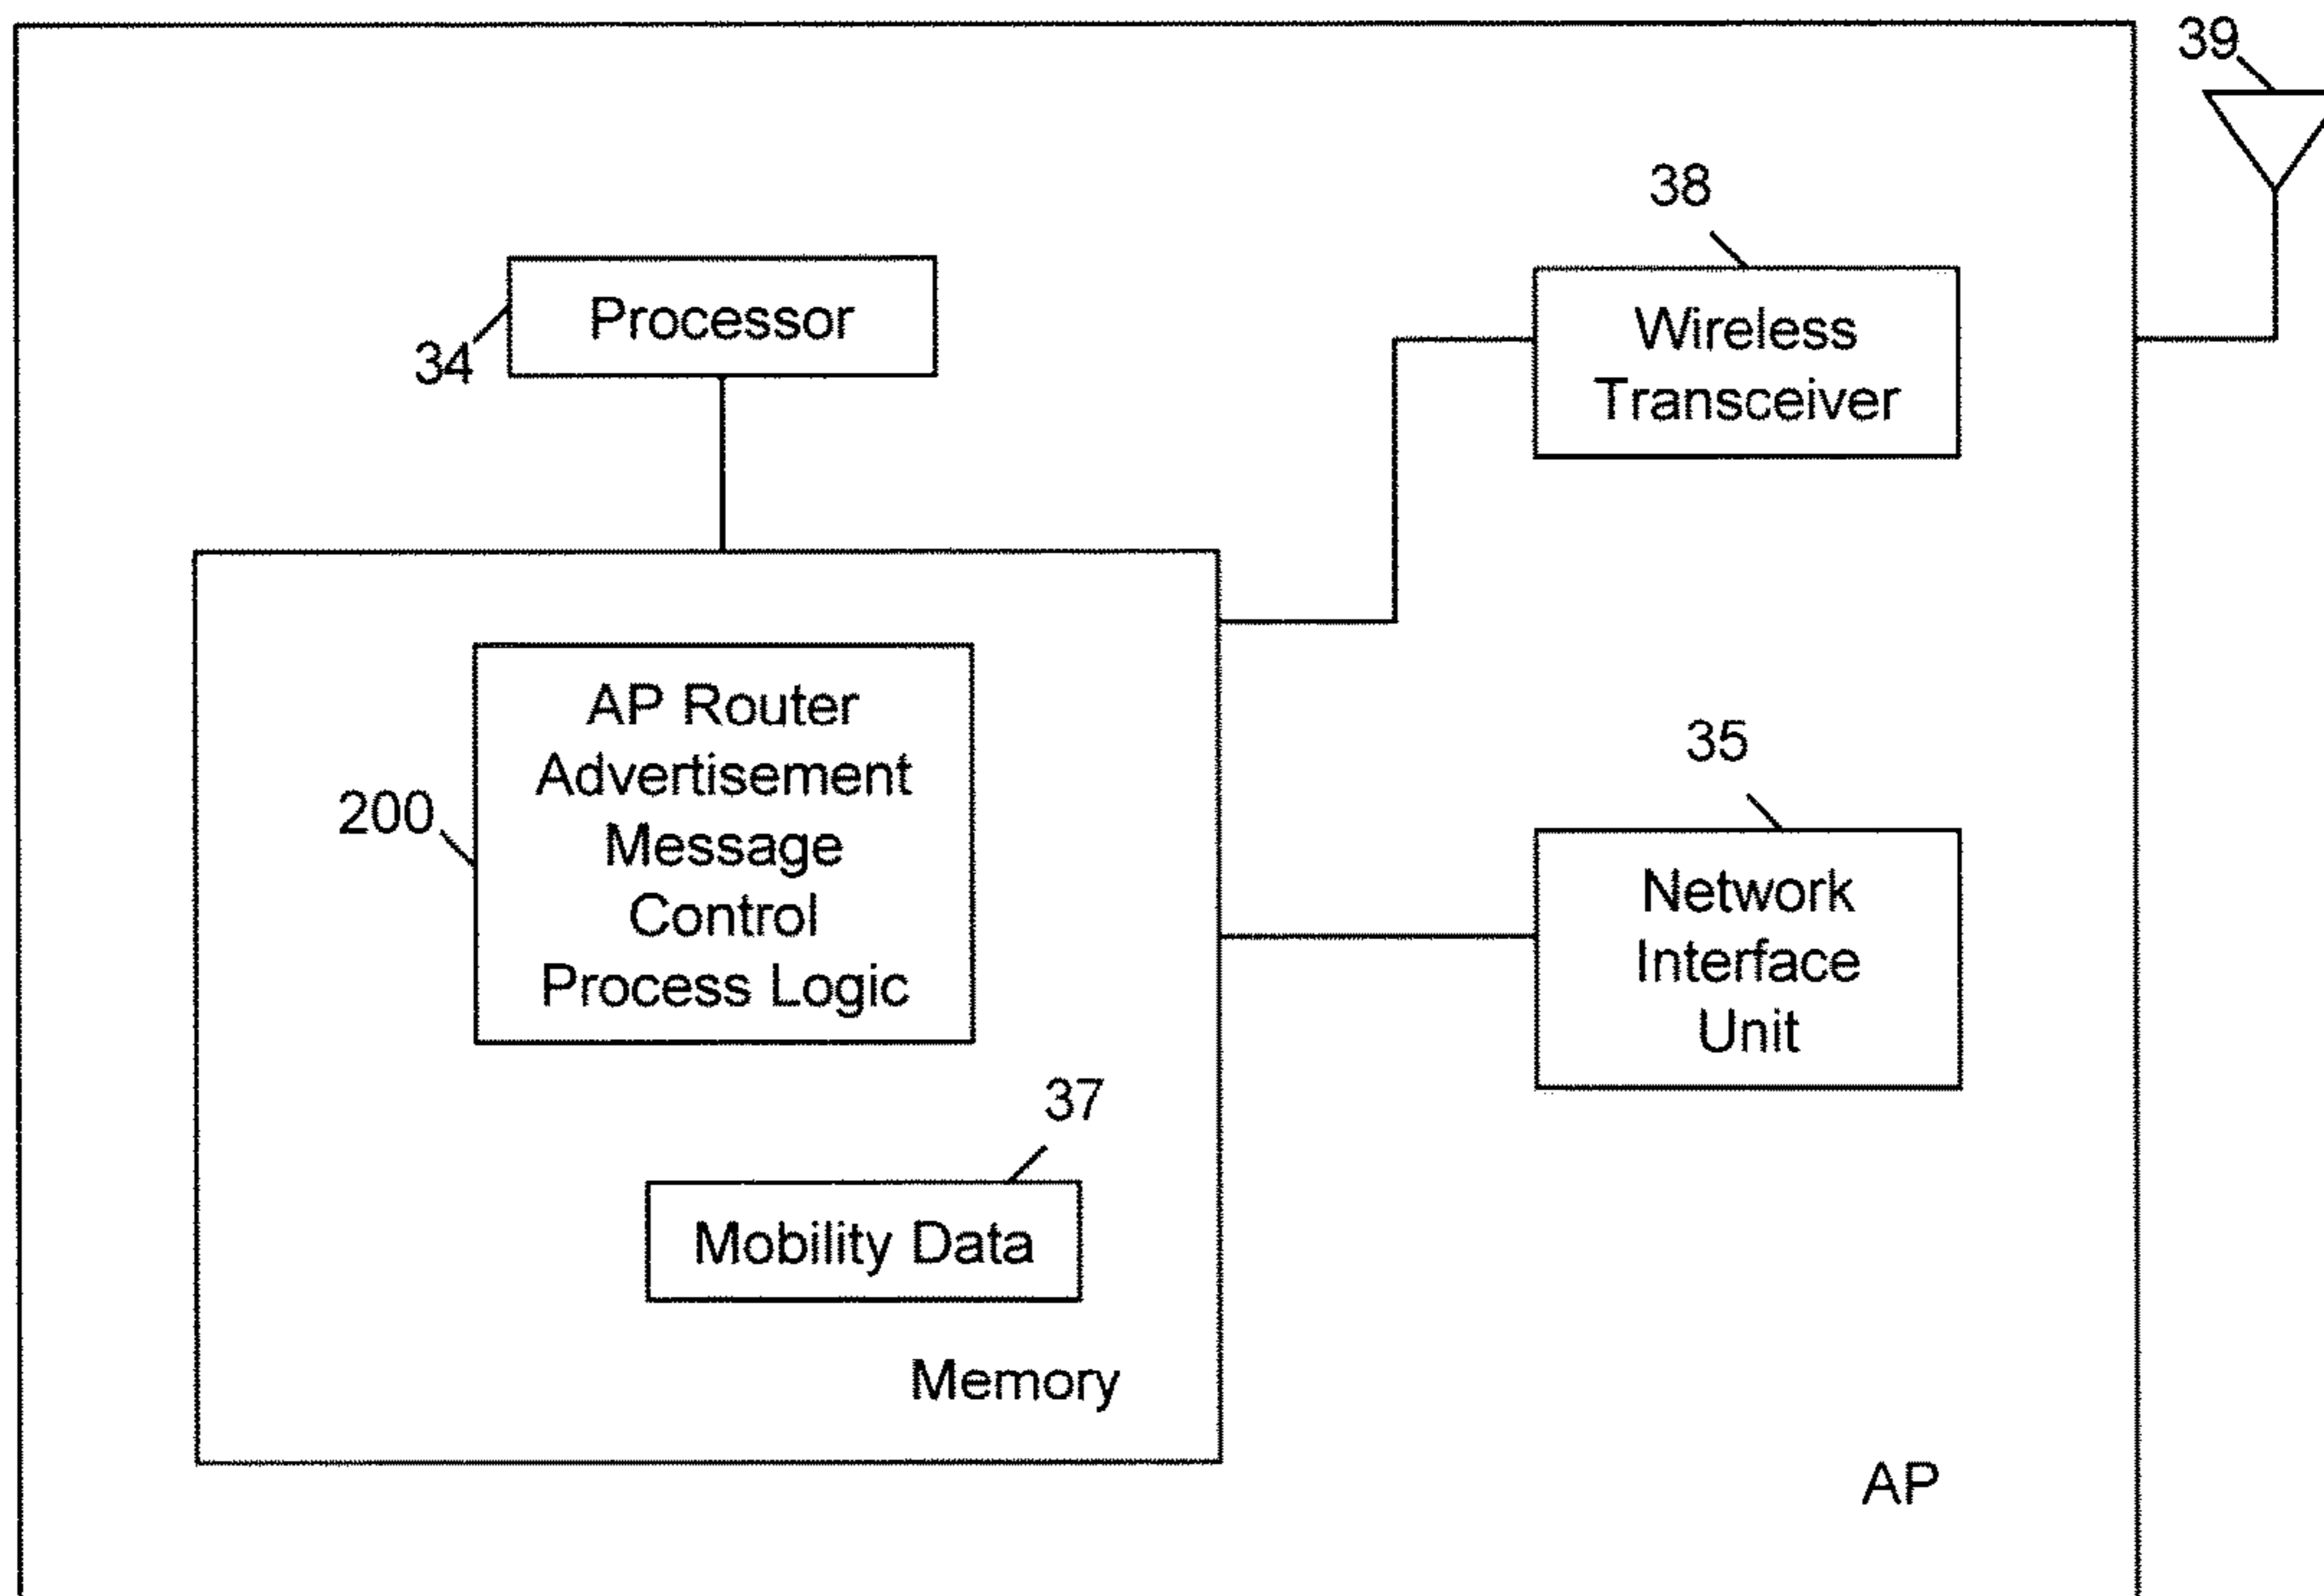 39
38
Processor
34
Wireless
Transceiver
AP Router
Advertisement
Message
Control
Process Logic
200
35
Network
Interface
Unit
37
Mobility Data
Memory
AP